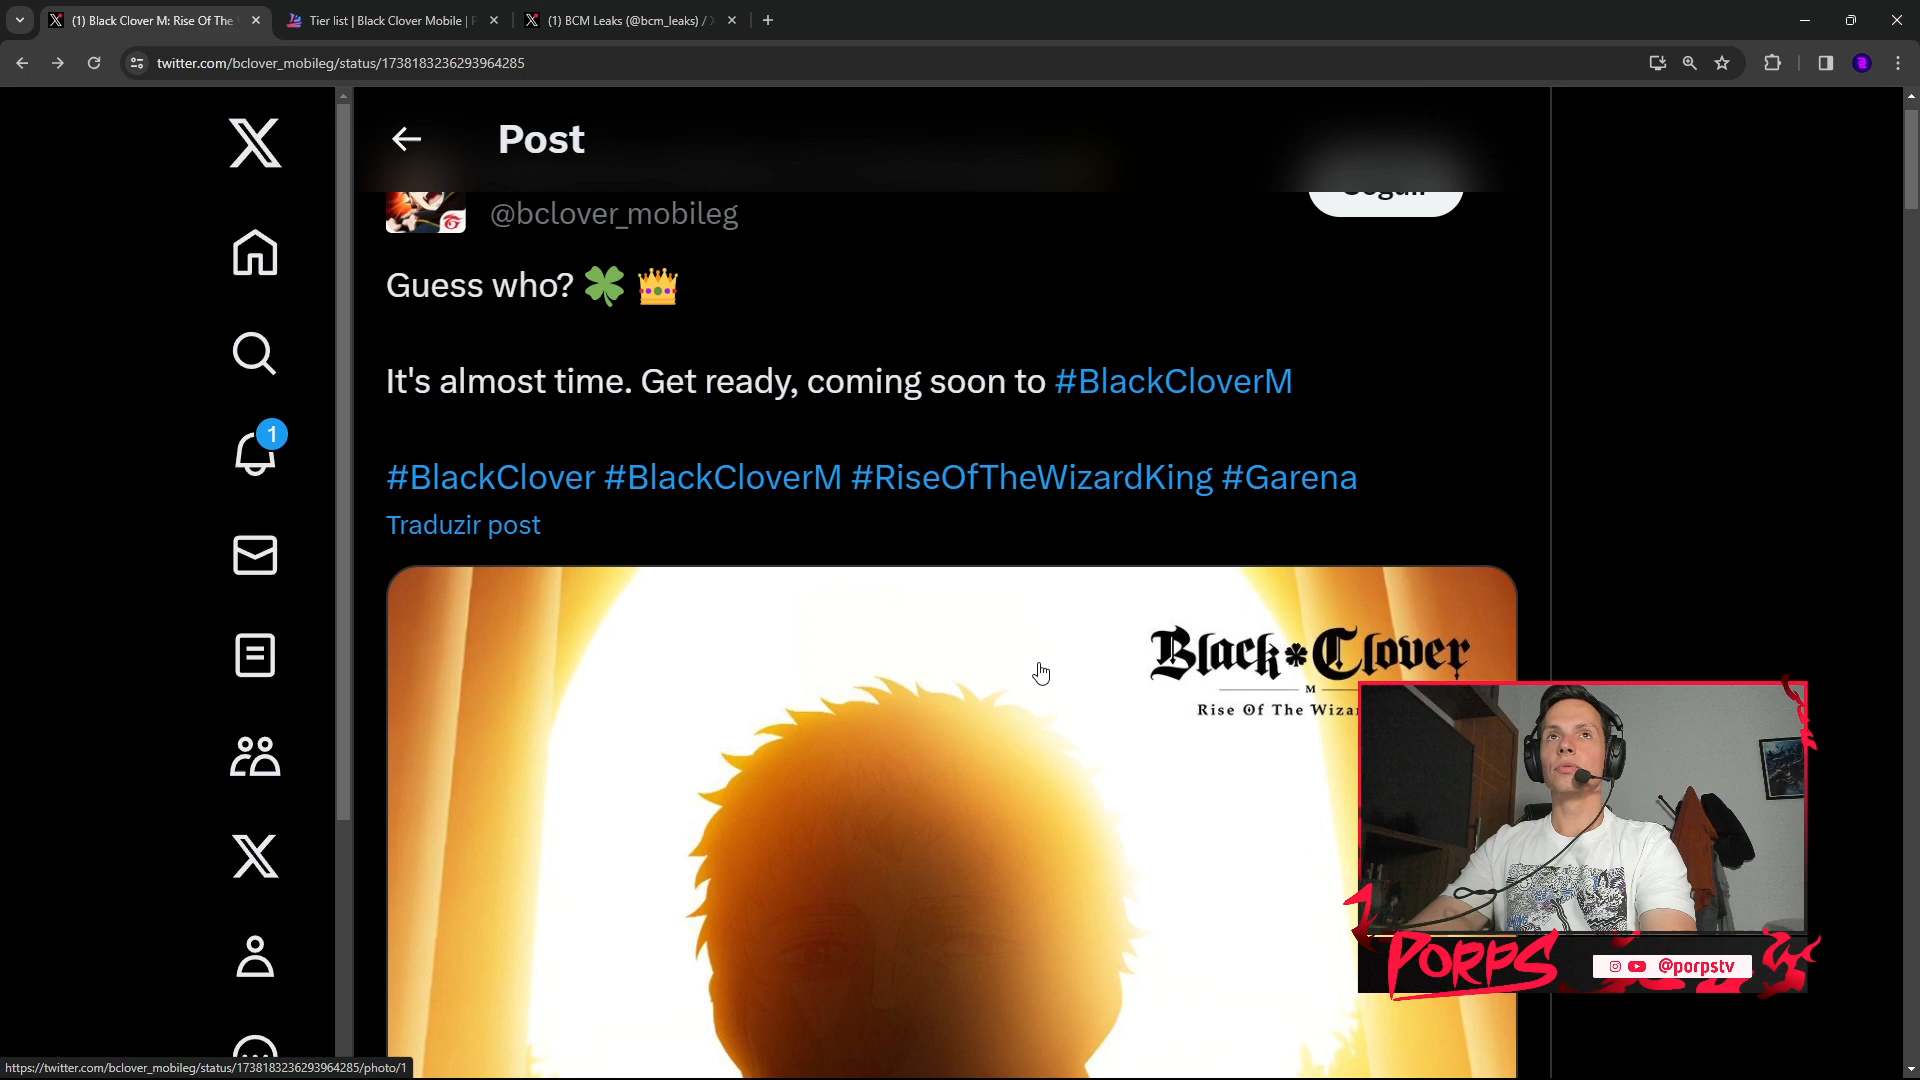 (1) Black Clover M: Rise Of The
Tier list | Black Clover Mobile |
(1) BCM Leaks (@bcm_leaks) /
twitter.com/bclover_mobileg/status/1738183236293964285
Post
@bclover_mobileg
Guess who? 🍀 👑
It's almost time. Get ready, coming soon to #BlackCloverM
#BlackClover #BlackCloverM #RiseOfTheWizardKing #Garena
Traduzir post
1
Black Clover
M
Rise Of The
PORPS
@porpstv
https://twitter.com/bclover_mobileg/status/1738183236293964285/photo/1